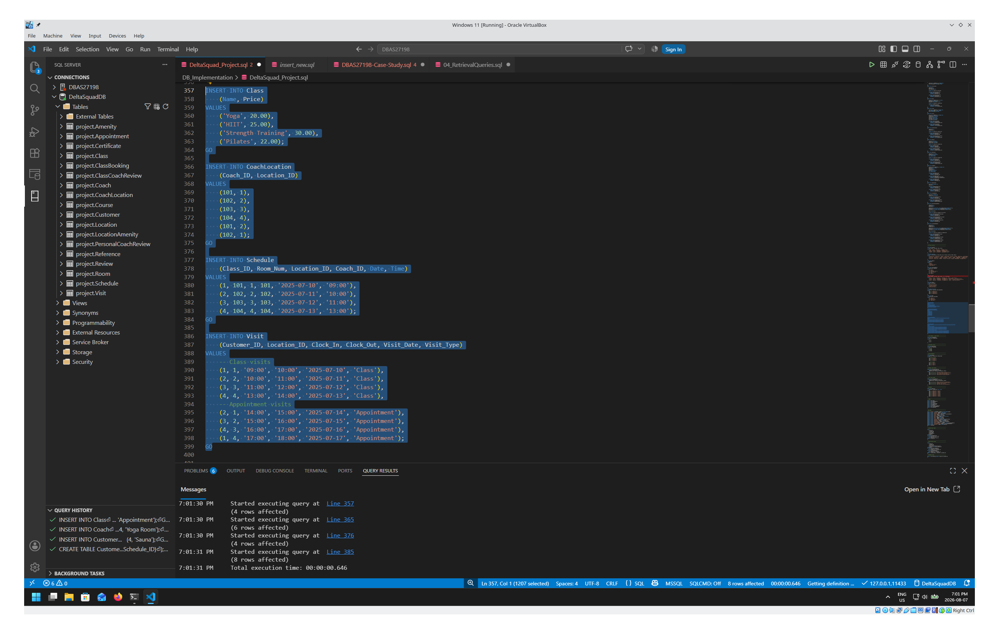 Windows 11 [Running] - Oracle VirtualBox
File Machine View Input Devices Help
File Edit Selection View Go Run Terminal Help
DBAS27198
Sign In
SQL SERVER
DeltaSquad_Project.sql 2
insert_new.sql
DBAS27198-Case-Study.sql 4
04_RetrievalQueries.sql
DB_Implementation > DeltaSquad_Project.sql
3
CONNECTIONS
DBAS27198
DeltaSquadDB
Tables
External Tables
project.Amenity
project.Appointment
project.Certificate
project.Class
project.ClassBooking
project.ClassCoachReview
project.Coach
project.CoachLocation
project.Course
project.Customer
project.Location
project.LocationAmenity
project.PersonalCoachReview
project.Reference
project.Review
project.Room
project.Schedule
project.Visit
Views
Synonyms
Programmability
External Resources
Service Broker
Storage
Security
QUERY HISTORY
INSERT INTO Class⏎ ... 'Appointment');⏎G...
INSERT INTO Coach⏎ ...4, 'Yoga Room');⏎...
INSERT INTO Customer... (4, 'Sauna');⏎G...
CREATE TABLE Custome...Schedule_ID)⏎);...
BACKGROUND TASKS
356
357 INSERT INTO Class
358 (Name, Price)
359 VALUES
360 ('Yoga', 20.00),
361 ('HIIT', 25.00),
362 ('Strength Training', 30.00),
363 ('Pilates', 22.00);
364 GO
365
366 INSERT INTO CoachLocation
367 (Coach_ID, Location_ID)
368 VALUES
369 (101, 1),
370 (102, 2),
371 (103, 3),
372 (104, 4),
373 (101, 2),
374 (102, 1);
375 GO
376
377 INSERT INTO Schedule
378 (Class_ID, Room_Num, Location_ID, Coach_ID, Date, Time)
379 VALUES
380 (1, 101, 1, 101, '2025-07-10', '09:00'),
381 (2, 102, 2, 102, '2025-07-11', '10:00'),
382 (3, 103, 3, 103, '2025-07-12', '11:00'),
383 (4, 104, 4, 104, '2025-07-13', '13:00');
384 GO
385
386 INSERT INTO Visit
387 (Customer_ID, Location_ID, Clock_In, Clock_Out, Visit_Date, Visit_Type)
388 VALUES
389 -- Class visits
390 (1, 1, '09:00', '10:00', '2025-07-10', 'Class'),
391 (2, 2, '10:00', '11:00', '2025-07-11', 'Class'),
392 (3, 3, '11:00', '12:00', '2025-07-12', 'Class'),
393 (4, 4, '13:00', '14:00', '2025-07-13', 'Class'),
394 -- Appointment visits
395 (2, 1, '14:00', '15:00', '2025-07-14', 'Appointment'),
396 (3, 2, '15:00', '16:00', '2025-07-15', 'Appointment'),
397 (4, 3, '16:00', '17:00', '2025-07-16', 'Appointment'),
398 (1, 4, '17:00', '18:00', '2025-07-17', 'Appointment');
399 GO
400
401
PROBLEMS 6 OUTPUT DEBUG CONSOLE TERMINAL PORTS QUERY RESULTS
Messages
Open in New Tab
7:01:30 PM Started executing query at Line 357
(4 rows affected)
7:01:30 PM Started executing query at Line 365
(6 rows affected)
7:01:30 PM Started executing query at Line 376
(4 rows affected)
7:01:31 PM Started executing query at Line 385
(8 rows affected)
7:01:31 PM Total execution time: 00:00:00.646
6 0 Ln 357, Col 1 (1207 selected) Spaces: 4 UTF-8 CRLF {} SQL MSSQL SQLCMD: Off 8 rows affected 00:00:00.646 Getting definition ... 127.0.0.1,11433 DeltaSquadDB
ENG
US
7:01 PM
2026-08-07
Right Ctrl